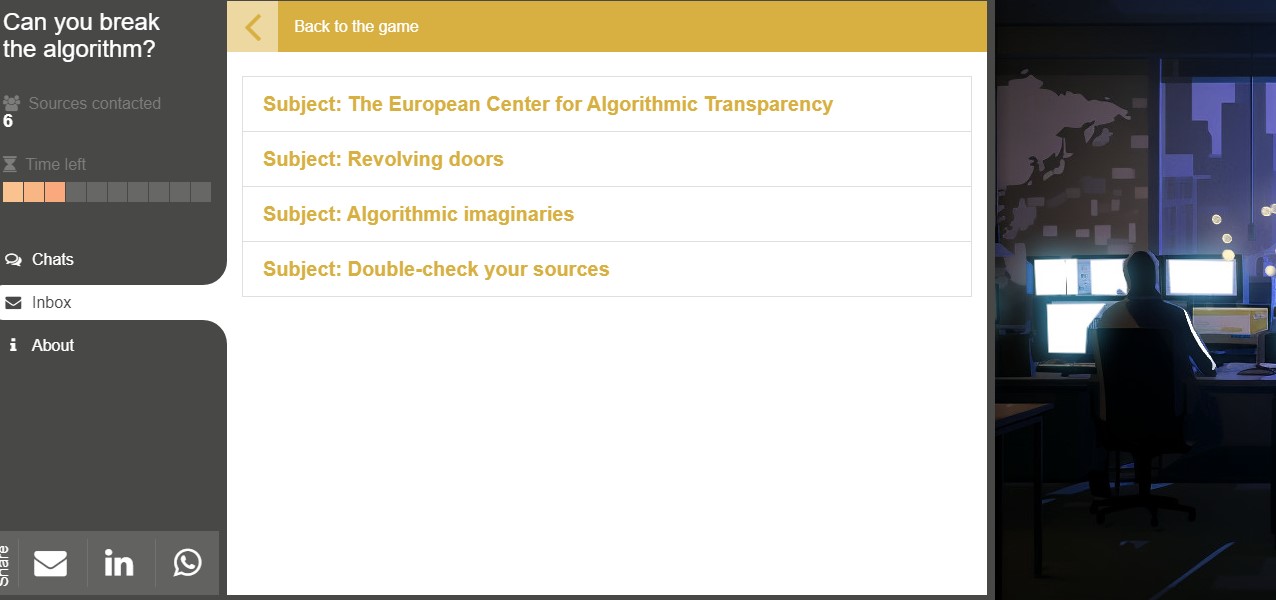 Can you break
the algorithm?
Sources contacted
6
Time left
Chats
Inbox
About
Share
in
Back to the game
Subject: The European Center for Algorithmic Transparency
Subject: Revolving doors
Subject: Algorithmic imaginaries
Subject: Double-check your sources